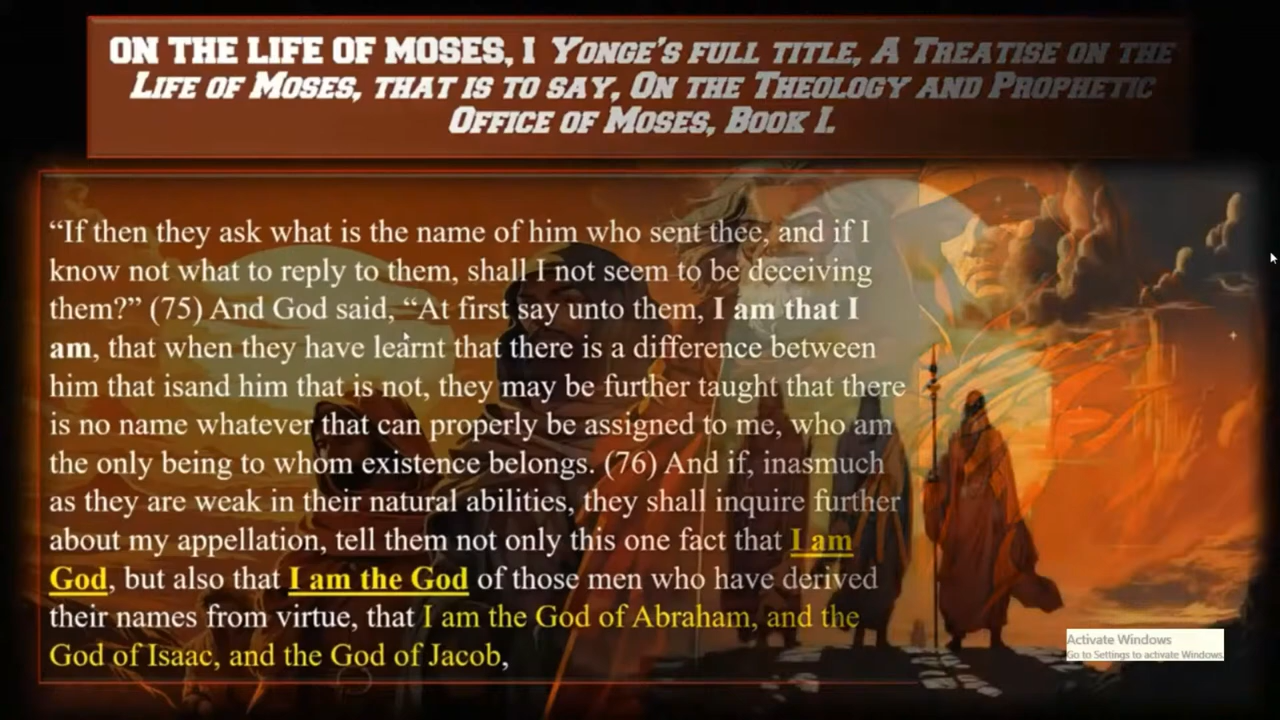 ON THE LIFE OF MOSES, I YONGE'S FULL TITLE, A TREATISE ON THE
LIFE OF MOSES, THAT IS TO SAY, ON THE THEOLOGY AND PROPHETIC
OFFICE OF MOSES, BOOK I.
“If then they ask what is the name of him who sent thee, and if I
know not what to reply to them, shall I not seem to be deceiving
them?” (75) And God said, “At first say unto them, I am that I
am, that when they have learnt that there is a difference between
him that isand him that is not, they may be further taught that there
is no name whatever that can properly be assigned to me, who am
the only being to whom existence belongs. (76) And if, inasmuch
as they are weak in their natural abilities, they shall inquire further
about my appellation, tell them not only this one fact that I am
God, but also that I am the God of those men who have derived
their names from virtue, that I am the God of Abraham, and the
God of Isaac, and the God of Jacob,
Activate Windows
Go to Settings to activate Windows.